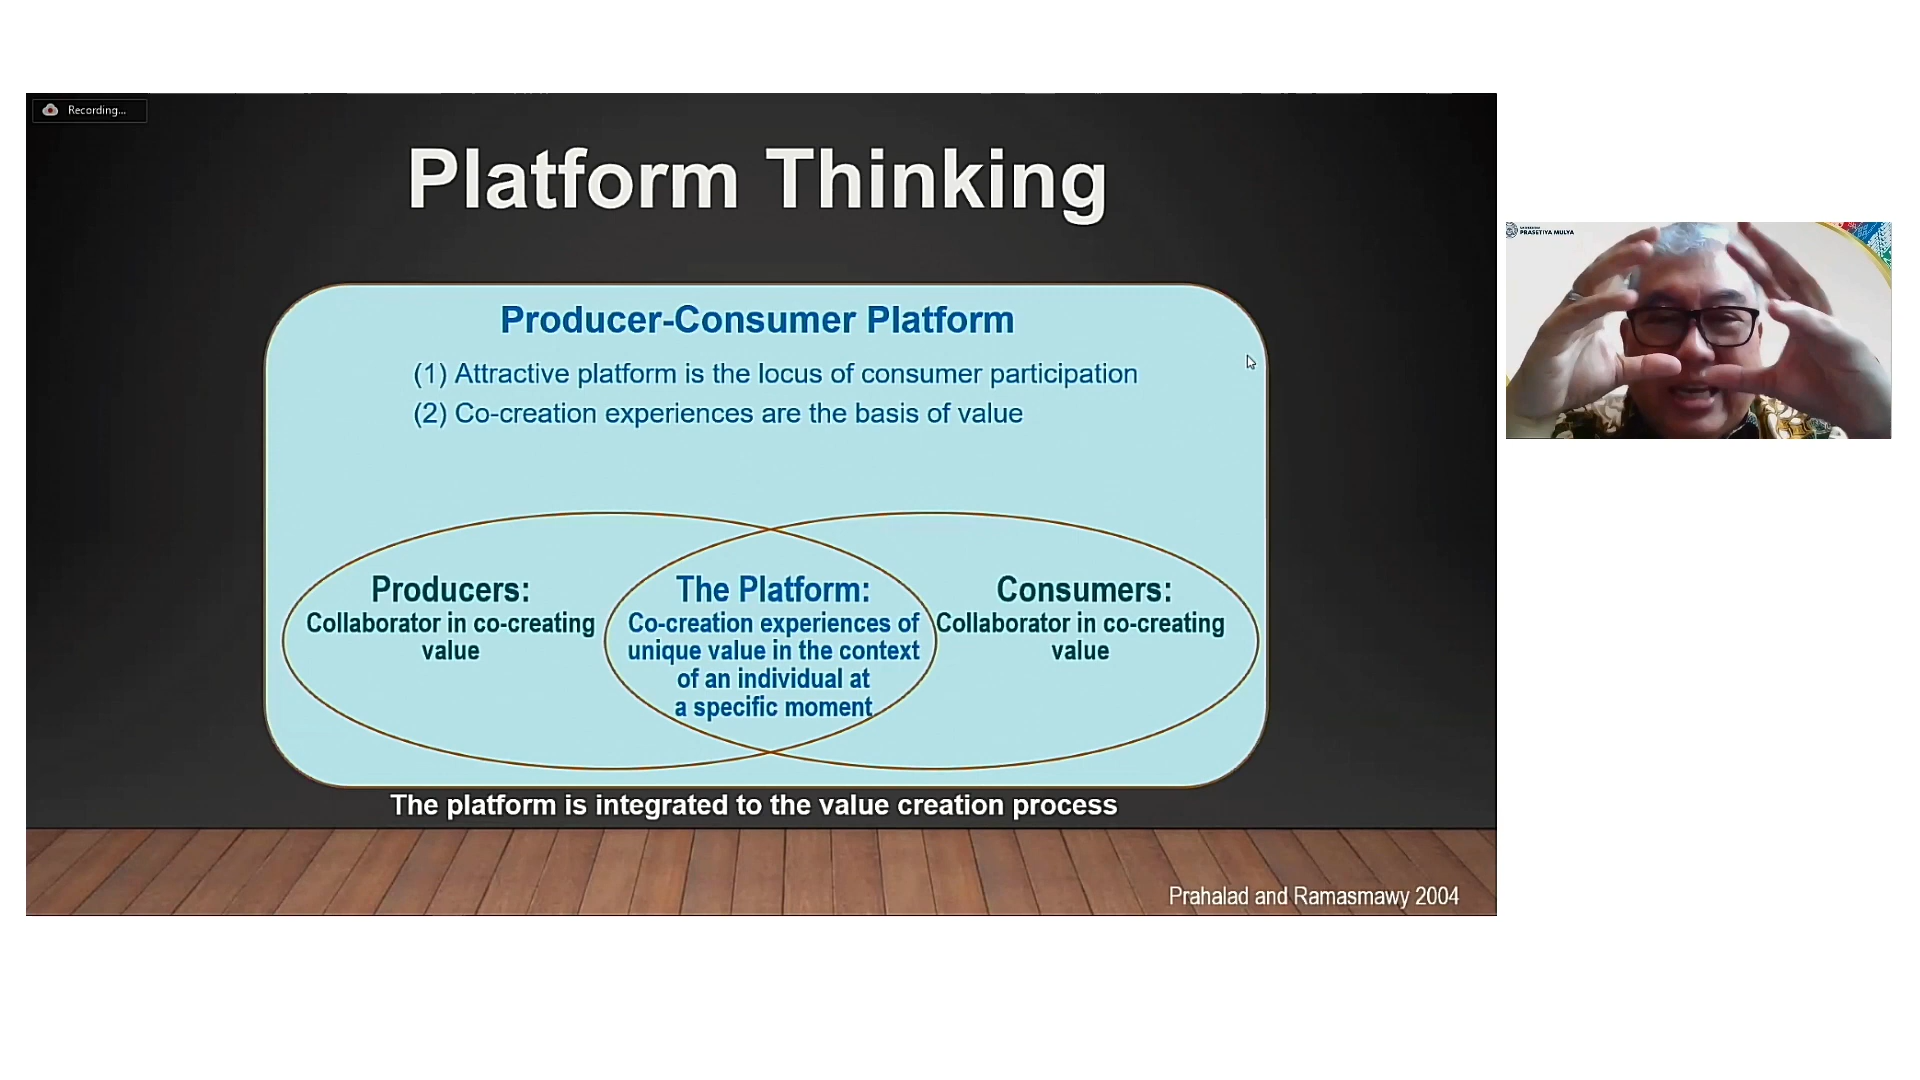 Recording...
Platform Thinking
Producer-Consumer Platform
(1) Attractive platform is the locus of consumer participation
(2) Co-creation experiences are the basis of value
Producers:
Collaborator in co-creating
value
The Platform:
Co-creation experiences of
unique value in the context
of an individual at
a specific moment
Consumers:
Collaborator in co-creating
value
The platform is integrated to the value creation process
Prahalad and Ramasmawy 2004
PRASETIYA MULYA